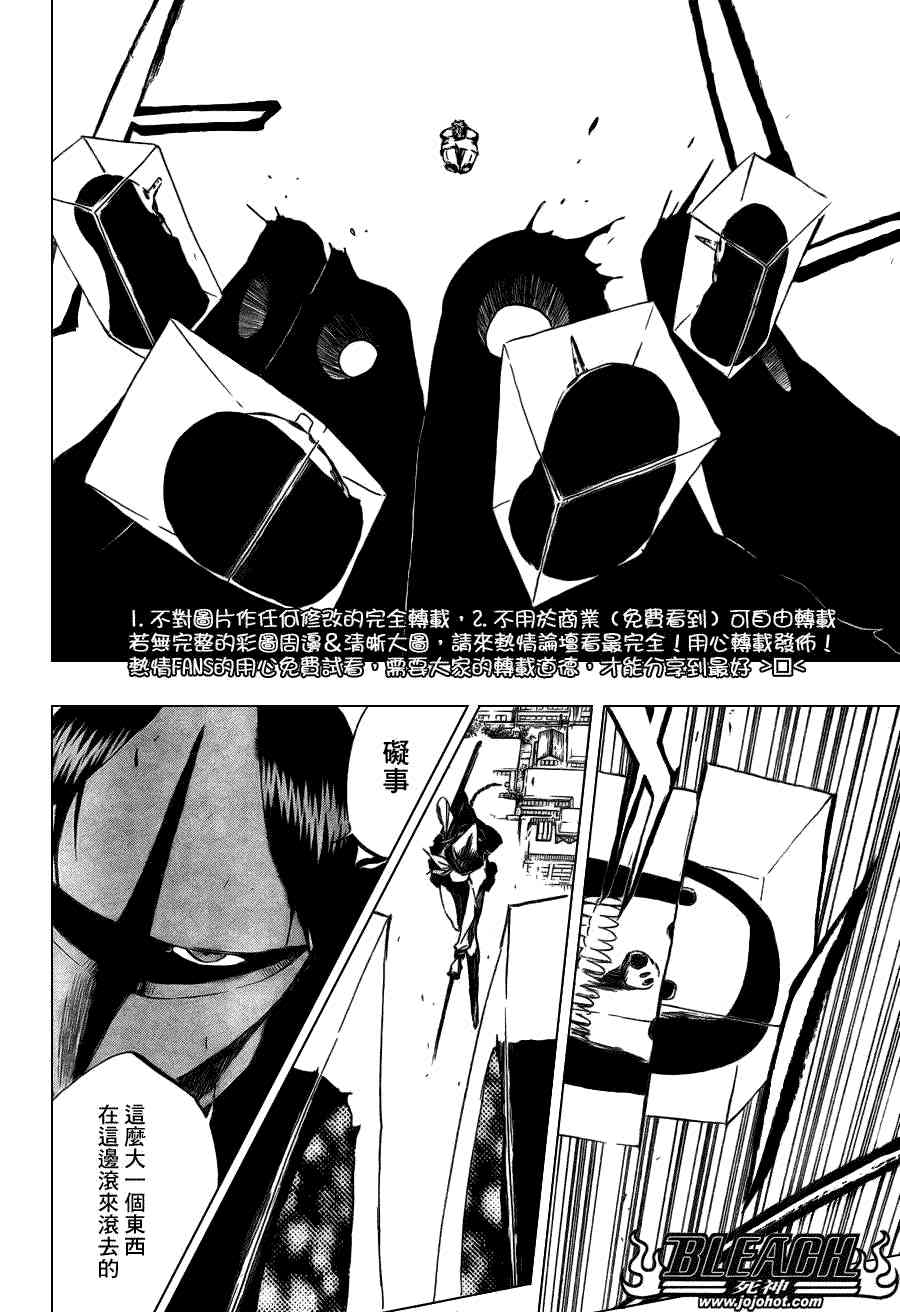 1. 不對圖片作任何修改的完全轉載，2. 不用於商業（免費看到）可自由轉載
若無完整的彩圖周邊&清晰大圖，請來熱情論壇看最完全！用心轉載發佈！
熱情FANS的用心免費試看，需要大家的轉載道德，才能分享到最好 >口<
礙事
這麼大一個東西
在這邊滾來滾去的
BLEACH
死神
www.jojohot.com